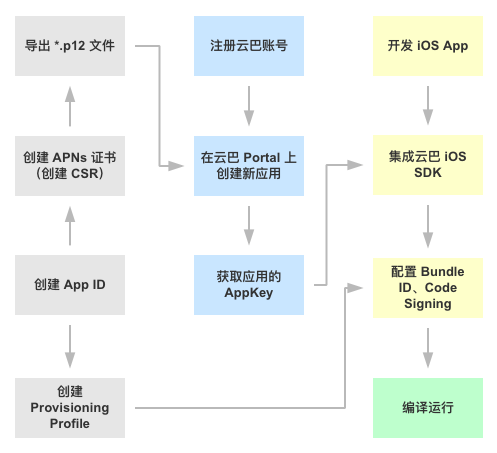 导出 *.p12 文件
注册云巴账号
开发 iOS App
创建 APNs 证书
（创建 CSR）
在云巴 Portal 上
创建新应用
集成云巴 iOS
SDK
创建 App ID
获取应用的
AppKey
配置 Bundle
ID、Code
Signing
创建
Provisioning
Profile
编译运行